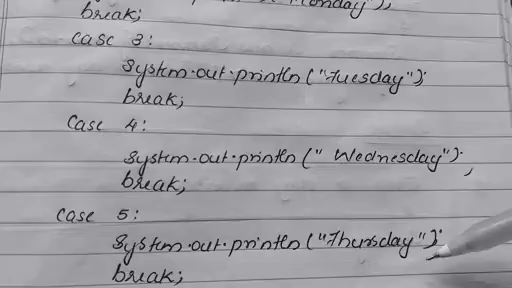 Monday");
break;
case 3:
System.out.println("Tuesday");
break;
Case 4:
System.out.println(" Wednesday");
break;
case 5:
System.out.println("Thursday");
break;